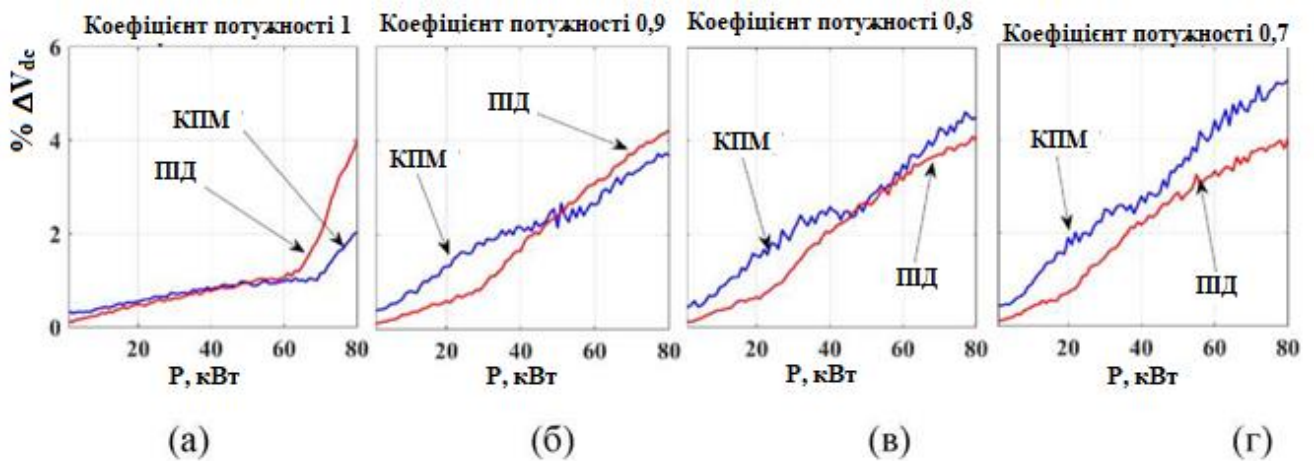 Коефіцієнт потужності 1
Коефіцієнт потужності 0,9
Коефіцієнт потужності 0,8
Коефіцієнт потужності 0,7
% ΔVdc
6
4
2
0
КПМ
ПІД
ПІД
КПМ
КПМ
ПІД
КПМ
ПІД
20 40 60 80
20 40 60 80
20 40 60 80
20 40 60 80
P, кВт
P, кВт
P, кВт
P, кВт
(а)
(б)
(в)
(г)